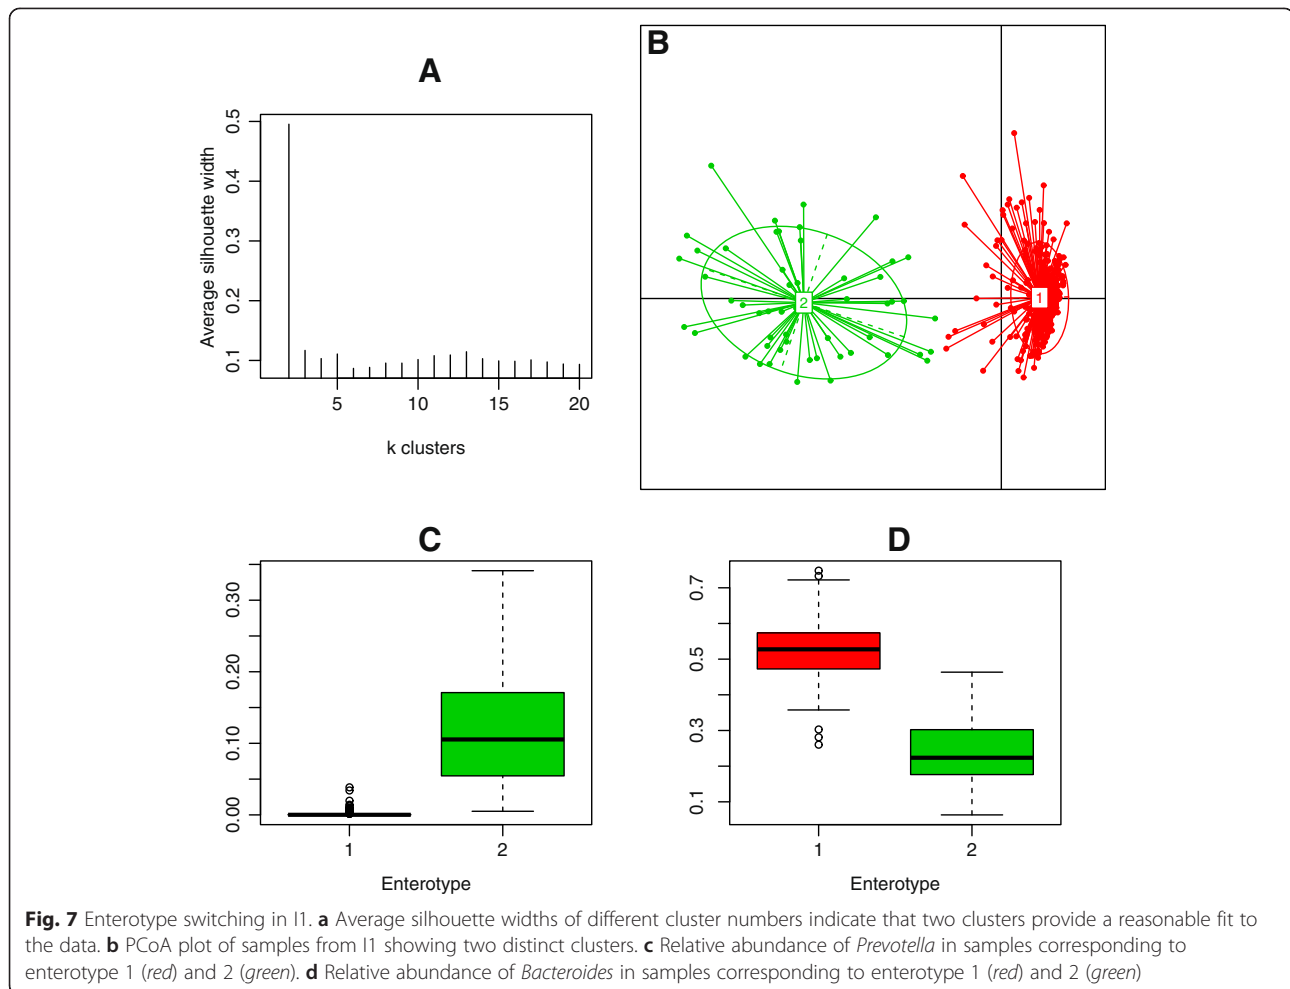 A
B
0.5
0.4
0.3
0.2
0.1
Average silhouette width
5 10 15 20
k clusters
2
1
C
D
0.30
0.20
0.10
0.00
1 2
Enterotype
0.7
0.5
0.3
0.1
1 2
Enterotype
Fig. 7 Enterotype switching in I1. a Average silhouette widths of different cluster numbers indicate that two clusters provide a reasonable fit to
the data. b PCoA plot of samples from I1 showing two distinct clusters. c Relative abundance of Prevotella in samples corresponding to
enterotype 1 (red) and 2 (green). d Relative abundance of Bacteroides in samples corresponding to enterotype 1 (red) and 2 (green)